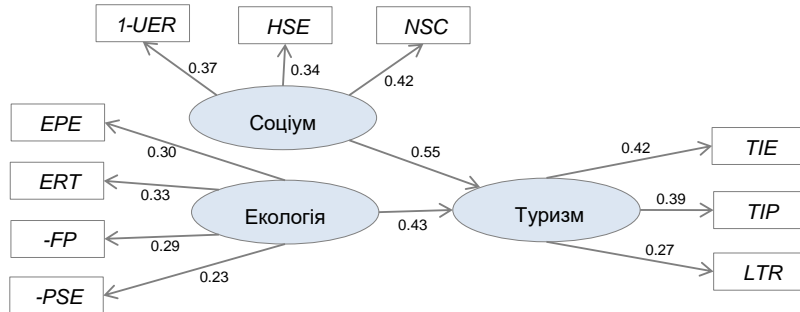 1-UER
HSE
NSC
0.37
0.34
0.42
Соціум
EPE
0.30
0.55
0.42
TIE
ERT
0.33
Екологія
0.43
Туризм
0.39
TIP
-FP
0.29
0.27
LTR
-PSE
0.23